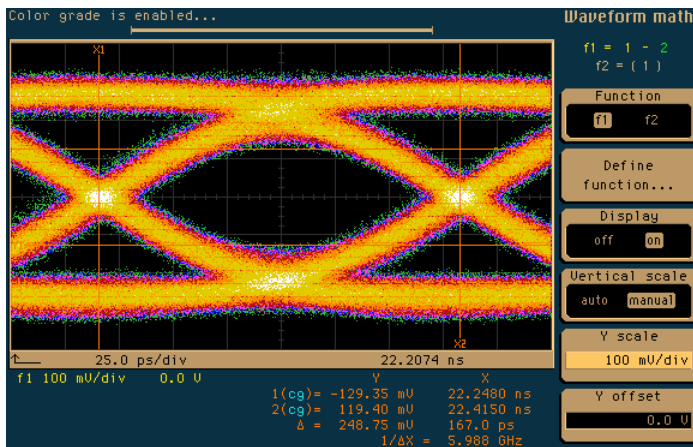 Color grade is enabled...
Waveform math
f1 = 1 - 2
f2 = ( 1 )
Function
f1 f2
Define
function...
Display
off on
Vertical scale
auto manual
Y scale
100 mV/div
Y offset
0.0 V
X1
X2
25.0 ps/div 22.2074 ns
f1 100 mV/div 0.0 V
Y X
1(cg)= -129.35 mV 22.2480 ns
2(cg)= 119.40 mV 22.4150 ns
Δ = 248.75 mV 167.0 ps
1/ΔX = 5.988 GHz